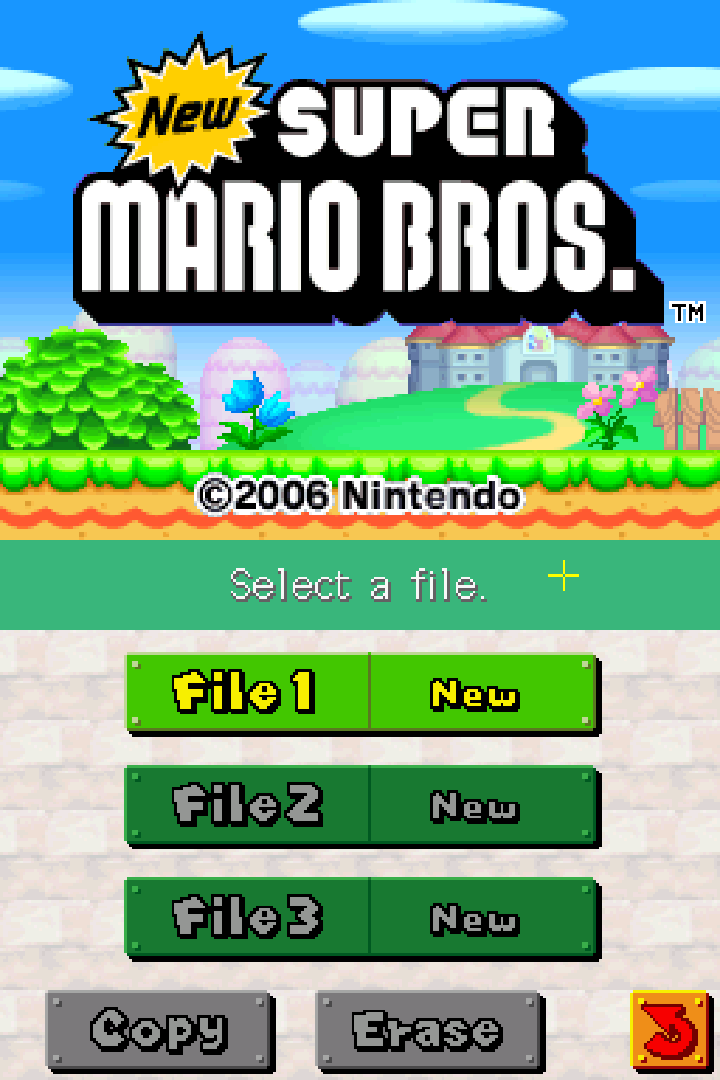 New SUPER
MARIO BROS.
TM
©2006 Nintendo
Select a file.
File 1 New
File 2 New
File 3 New
Copy Erase